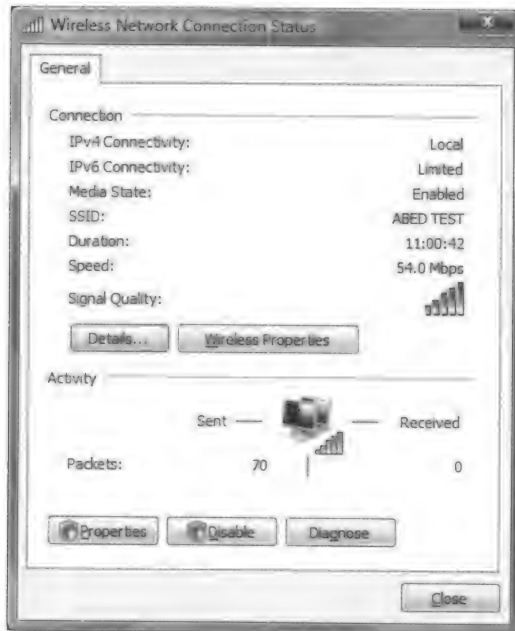 Wireless Network Connection Status
General
Connection
IPv4 Connectivity: Local
IPv6 Connectivity: Limited
Media State: Enabled
SSID: ABED TEST
Duration: 11:00:42
Speed: 54.0 Mbps
Signal Quality:
Details... Wireless Properties
Activity
Sent Received
Packets: 70 0
Properties Disable Diagnose
Close